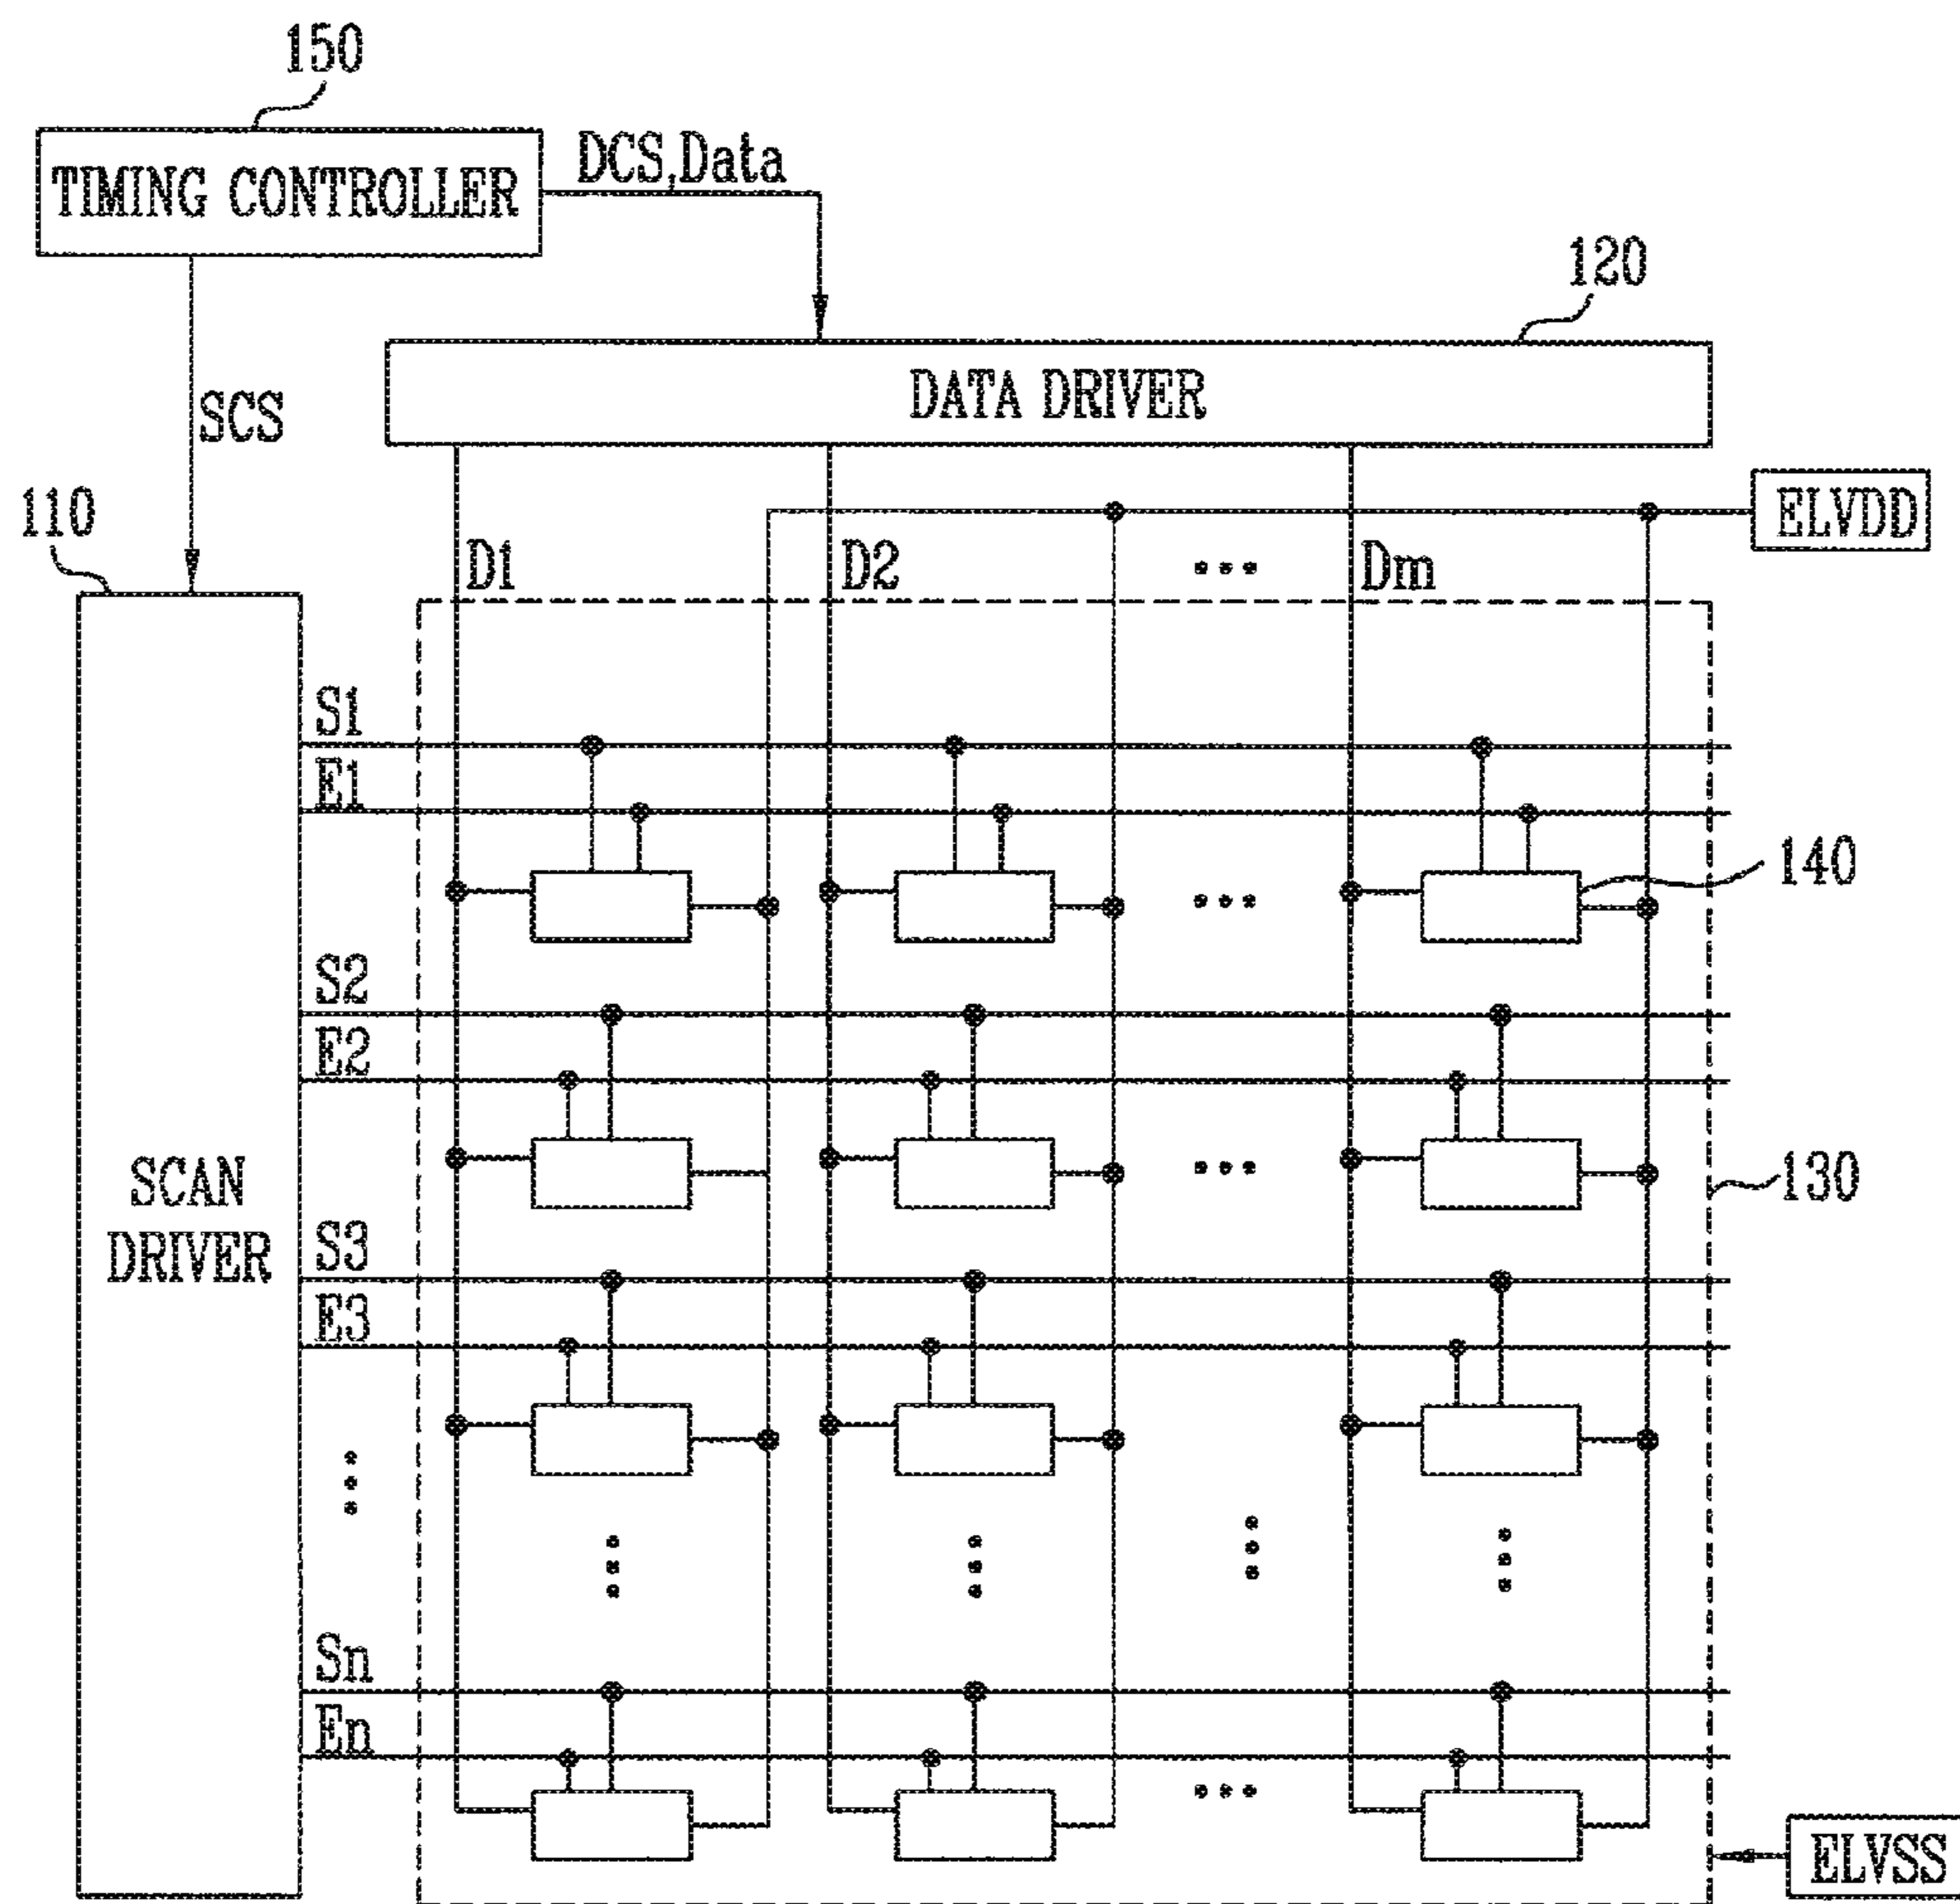 150
TIMING CONTROLLER
DCS,Data
120
DATA DRIVER
SCS
ELVDD
110
D1 D2 ... Dm
S1
E1
... 140
S2
E2
...
130
SCAN
DRIVER
S3
E3
Sn
En
...
ELVSS